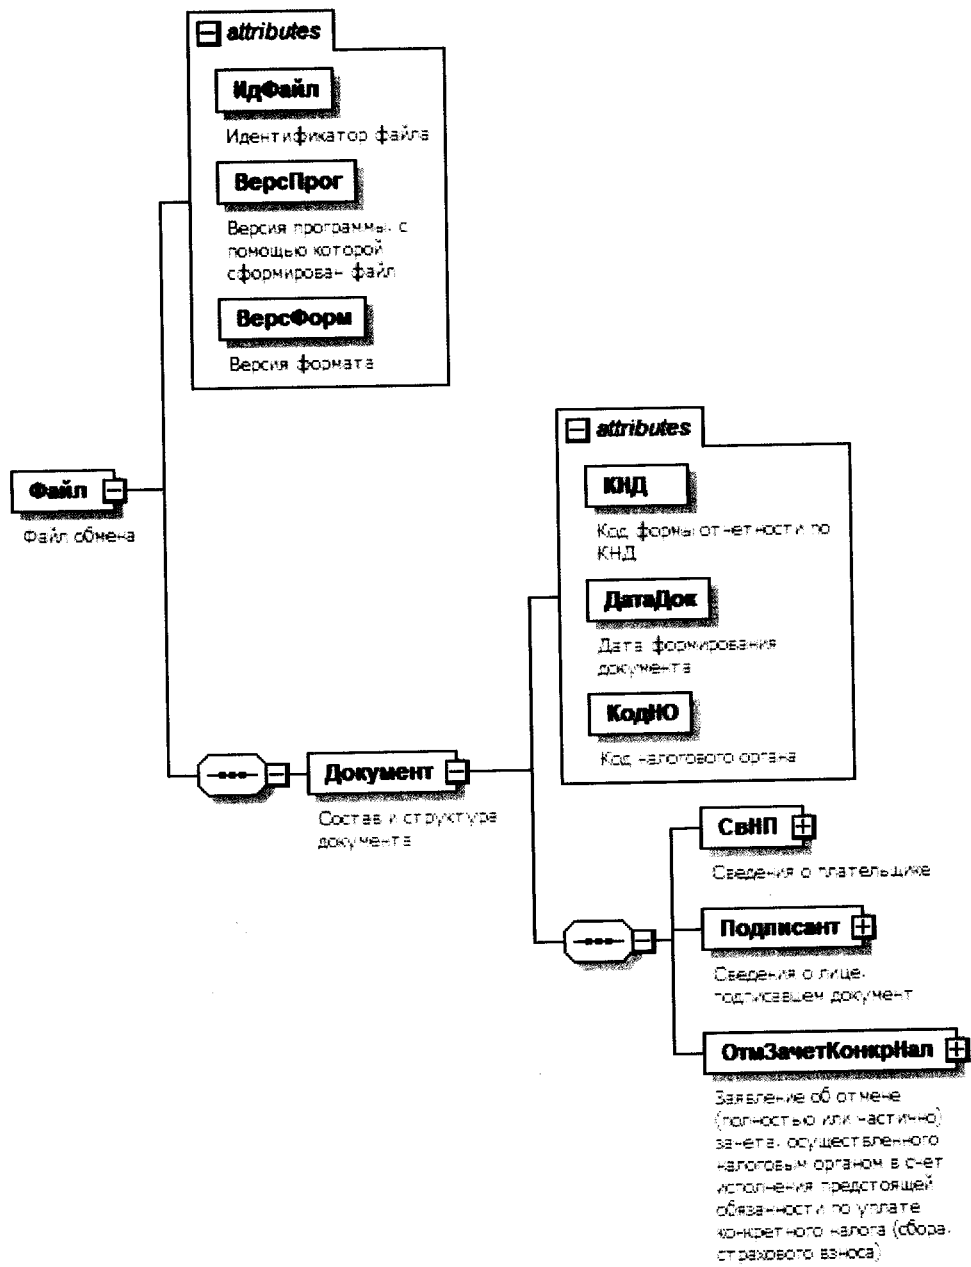 attributes
ИдФайл
Идентификатор файла
ВерсПрог
Версия программы, с
помощью которой
сформирован файл
ВерсФорм
Версия формата
Файл
Файл обмена
attributes
КНД
Код формы отчетности по
КНД
ДатаДок
Дата формирования
документа
КодНО
Код налогового органа
Документ
Состав и структура
документа
СвНП
Сведения о плательщике
Подписант
Сведения о лице,
подписавшем документ
ОтмЗачетКонкрНал
Заявление об отмене
(полностью или частично)
зачета, осуществленного
налоговым органом в счет
исполнения предстоящей
обязанности по уплате
конкретного налога (сбора,
страхового взноса)